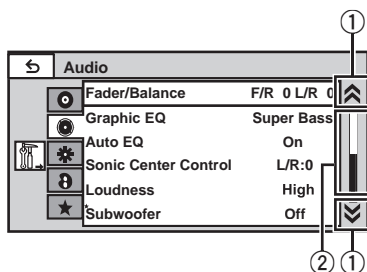 ①
Audio
Fader/Balance F/R 0 L/R 0
Graphic EQ Super Bass
Auto EQ On
Sonic Center Control L/R:0
Loudness High
*Subwoofer Off
② ①